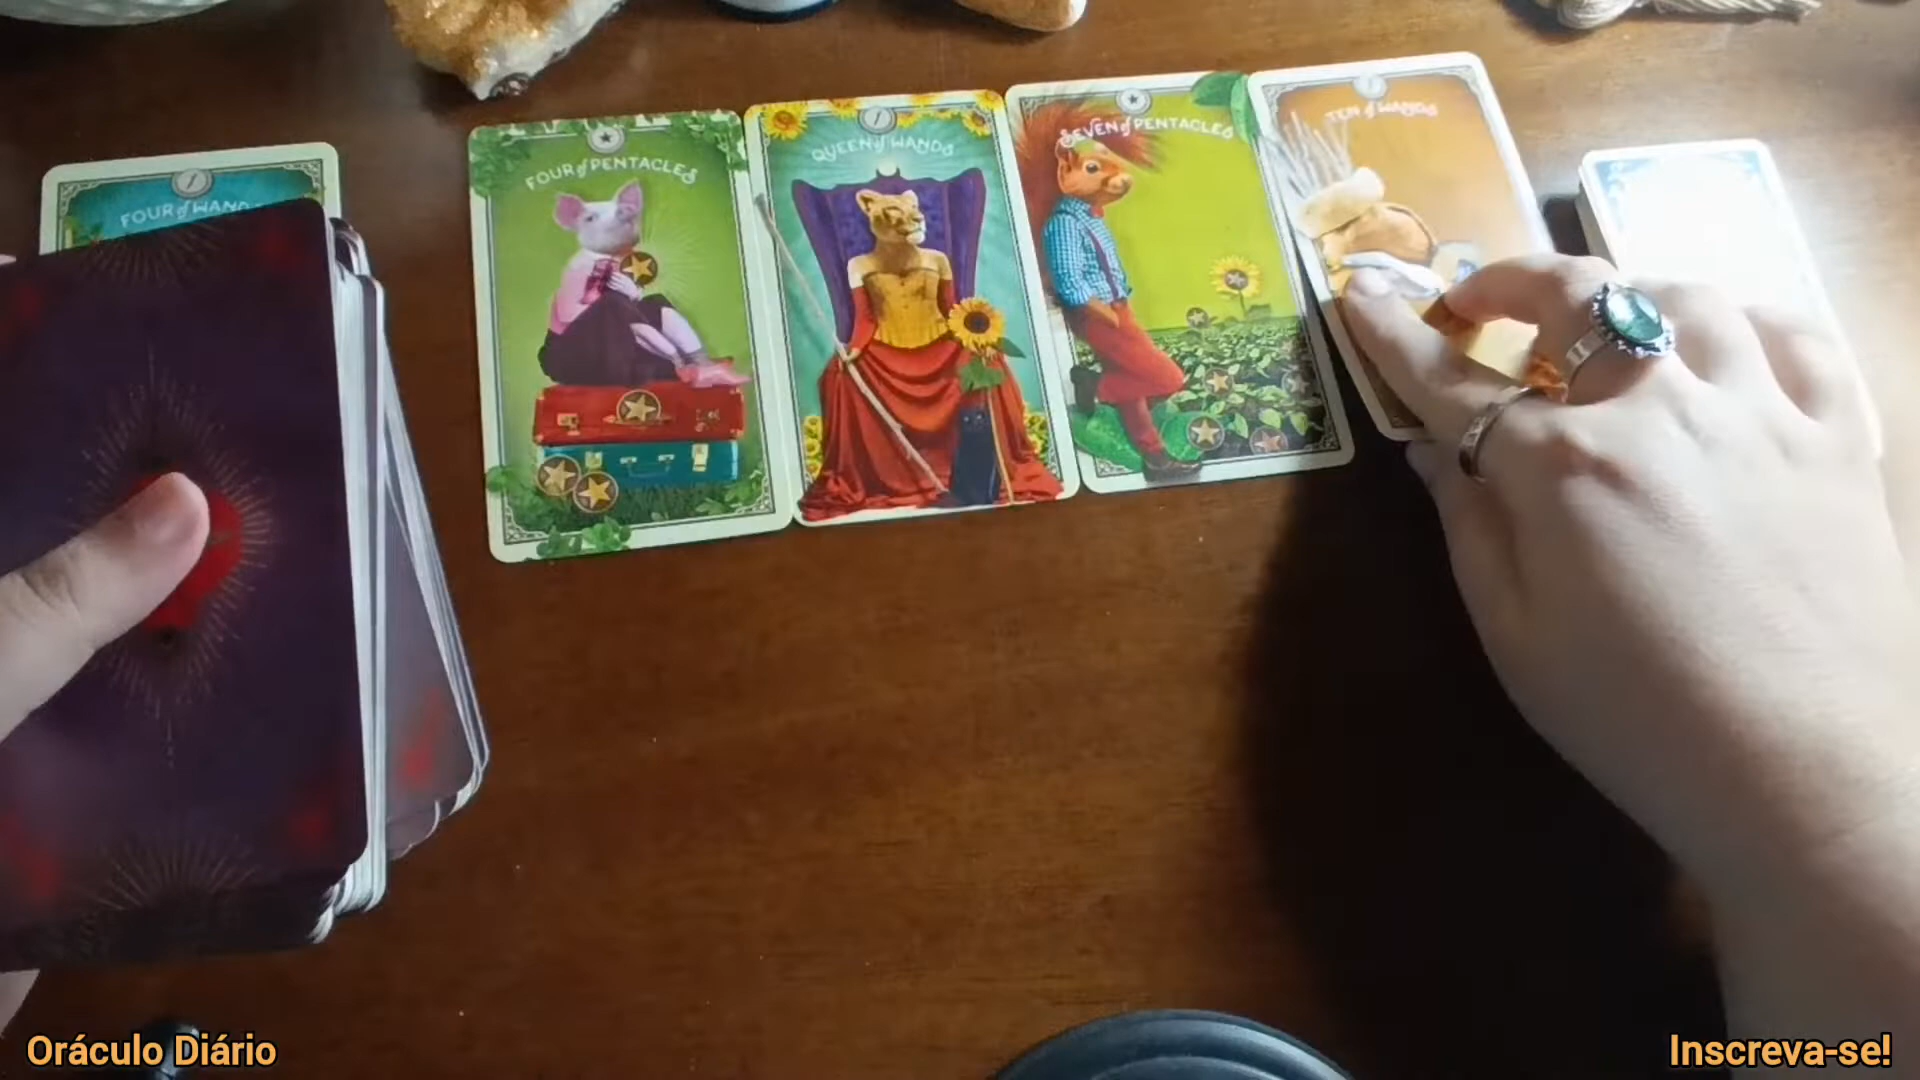 FOUR of WANDS
FOUR of PENTACLES
QUEEN of WANDS
SEVEN of PENTACLES
TEN of WANDS
Oráculo Diário
Inscreva-se!